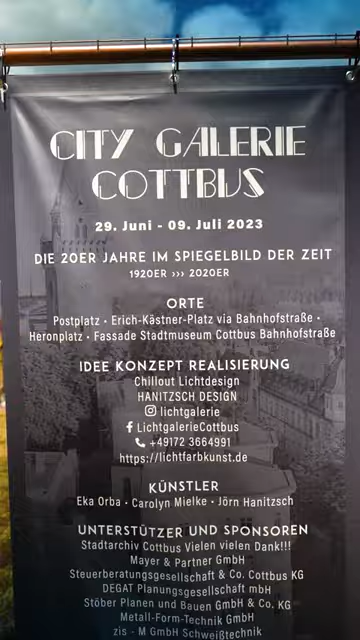 CITY GALERIE
COTTBUS
29. Juni - 09. Juli 2023
DIE 20ER JAHRE IM SPIEGELBILD DER ZEIT
1920ER >>> 2020ER
ORTE
Postplatz • Erich-Kästner-Platz via Bahnhofstraße •
Heronplatz • Fassade Stadtmuseum Cottbus Bahnhofstraße
IDEE KONZEPT REALISIERUNG
Chillout Lichtdesign
HANITZSCH DESIGN
lichtgalerie
LichtgalerieCottbus
+49172 3664991
https://lichtfarbkunst.de
KÜNSTLER
Eka Orba • Carolyn Mielke • Jörn Hanitzsch
UNTERSTÜTZER UND SPONSOREN
Stadtarchiv Cottbus Vielen vielen Dank!!!
Mayer & Partner GmbH
Steuerberatungsgesellschaft & Co. Cottbus KG
DEGAT Planungsgesellschaft mbH
Stöber Planen und Bauen GmbH & Co. KG
Metall-Form-Technik GmbH
zis - M GmbH Schweißtechnik